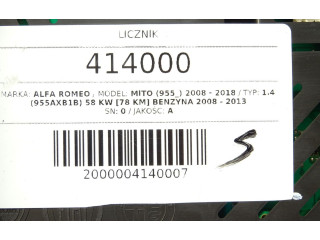 LICZNIK
414000
MARKA: ALFA ROMEO , MODEL: MITO (955_) 2008 - 2018 / TYP: 1.4
(955AXB1B) 58 KW [78 KM] BENZYNA 2008 - 2013
SN: 0 / JAKOŚĆ: A
2000004140007